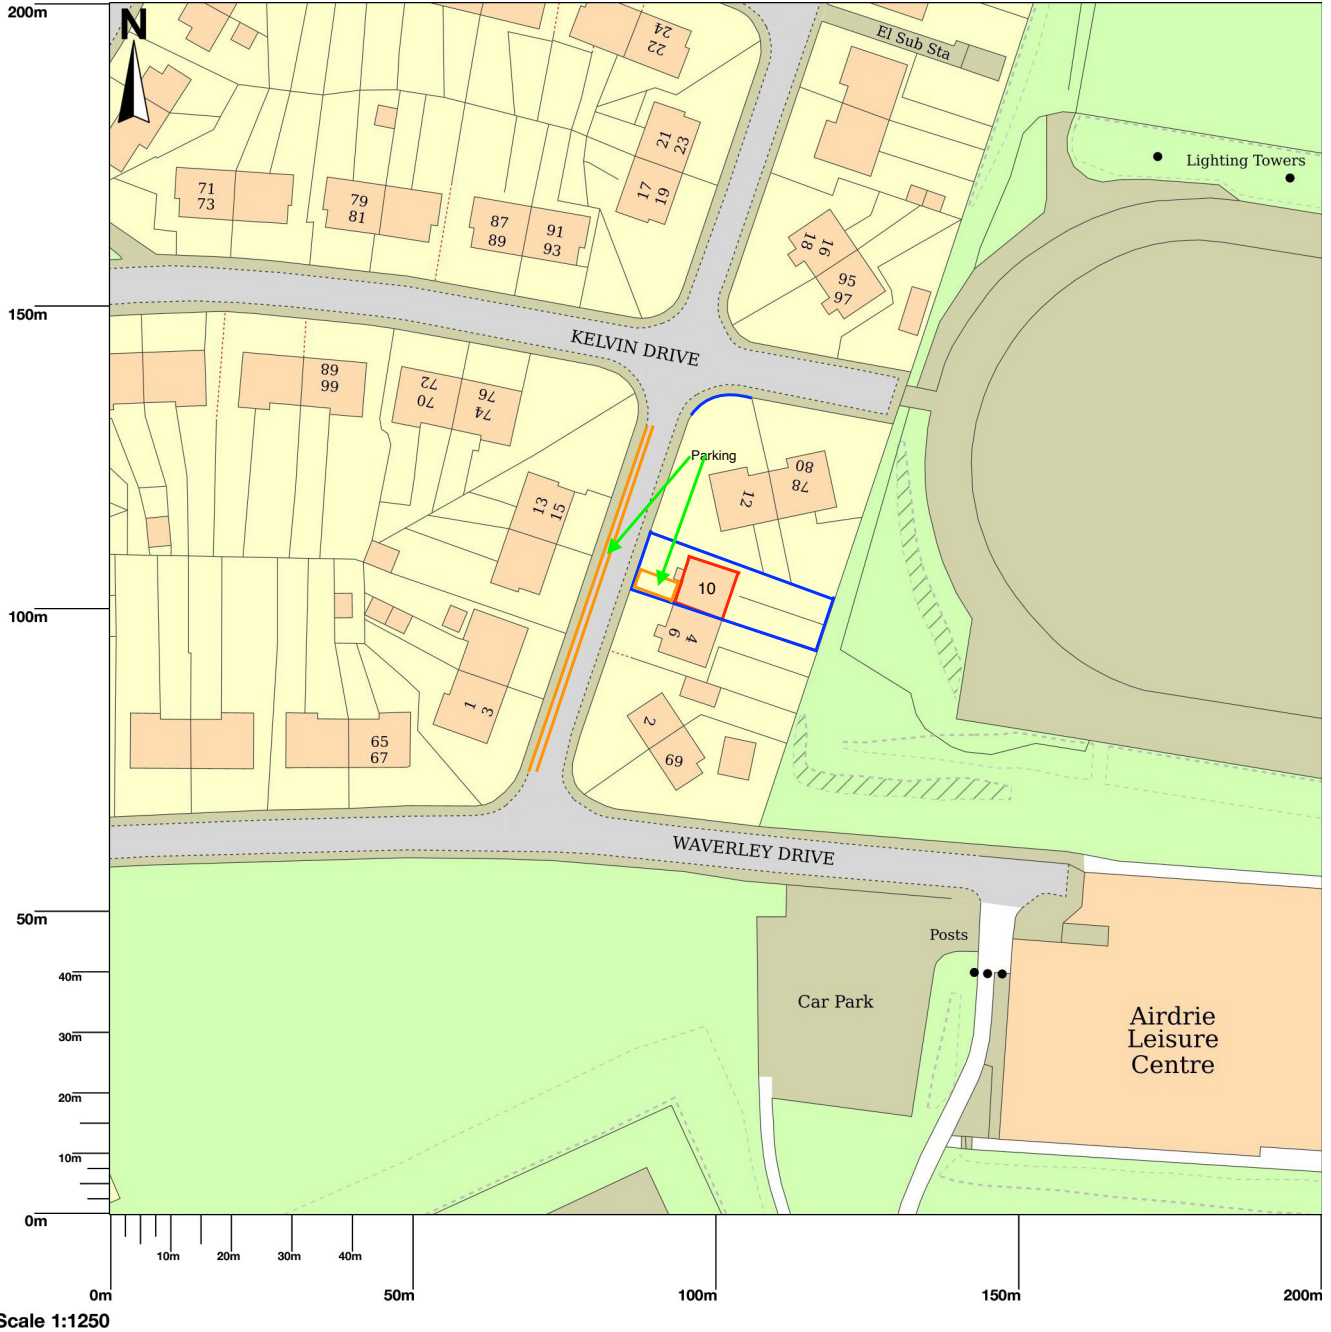 200m
N
24
22
El Sub Sta
21
23
17
19
Lighting Towers
71
73
79
81
87
89
91
93
18
16
95
97
150m
KELVIN DRIVE
68
66
72
70
76
74
Parking
80
78
12
13
15
10
100m
6
4
1
3
2
69
65
67
WAVERLEY DRIVE
50m
Posts
40m
Car Park
Airdrie
Leisure
Centre
30m
20m
10m
0m
10m
20m
30m
40m
0m
50m
100m
150m
200m
Scale 1:1250